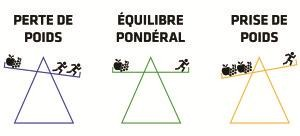 PERTE DE
POIDS
ÉQUILIBRE
PONDÉRAL
PRISE DE
POIDS